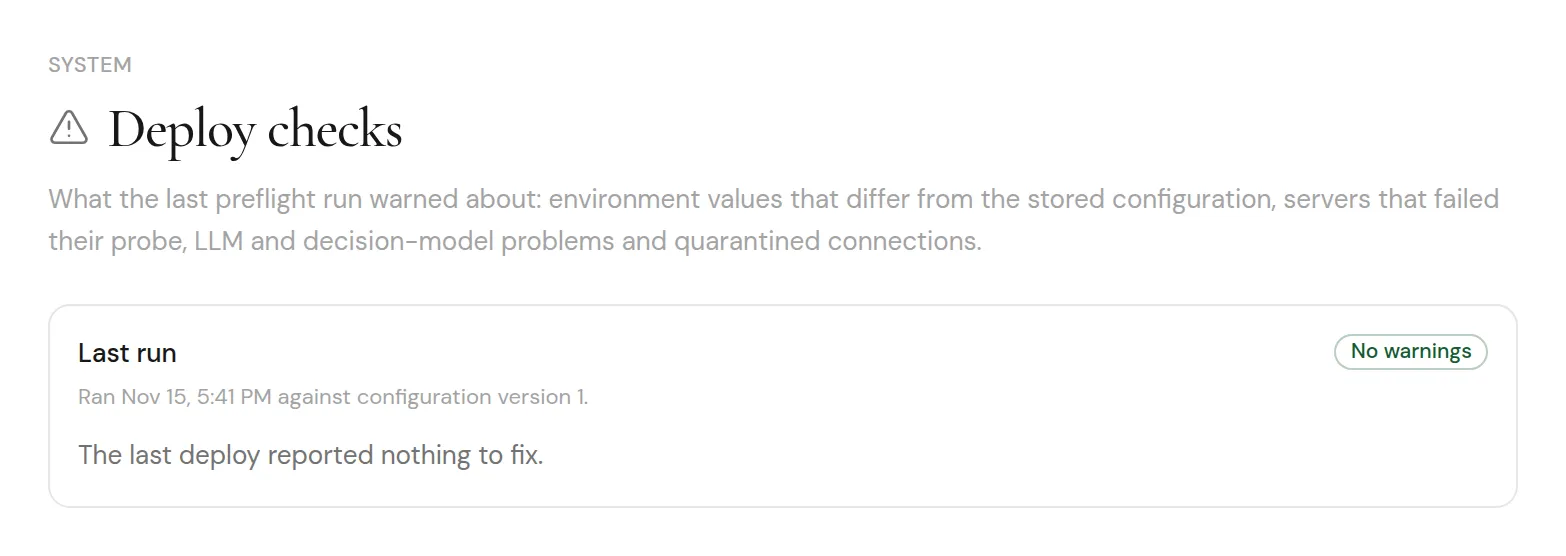 SYSTEM
Deploy checks
What the last preflight run warned about: environment values that differ from the stored configuration, servers that failed
their probe, LLM and decision-model problems and quarantined connections.
Last run
No warnings
Ran Nov 15, 5:41 PM against configuration version 1.
The last deploy reported nothing to fix.